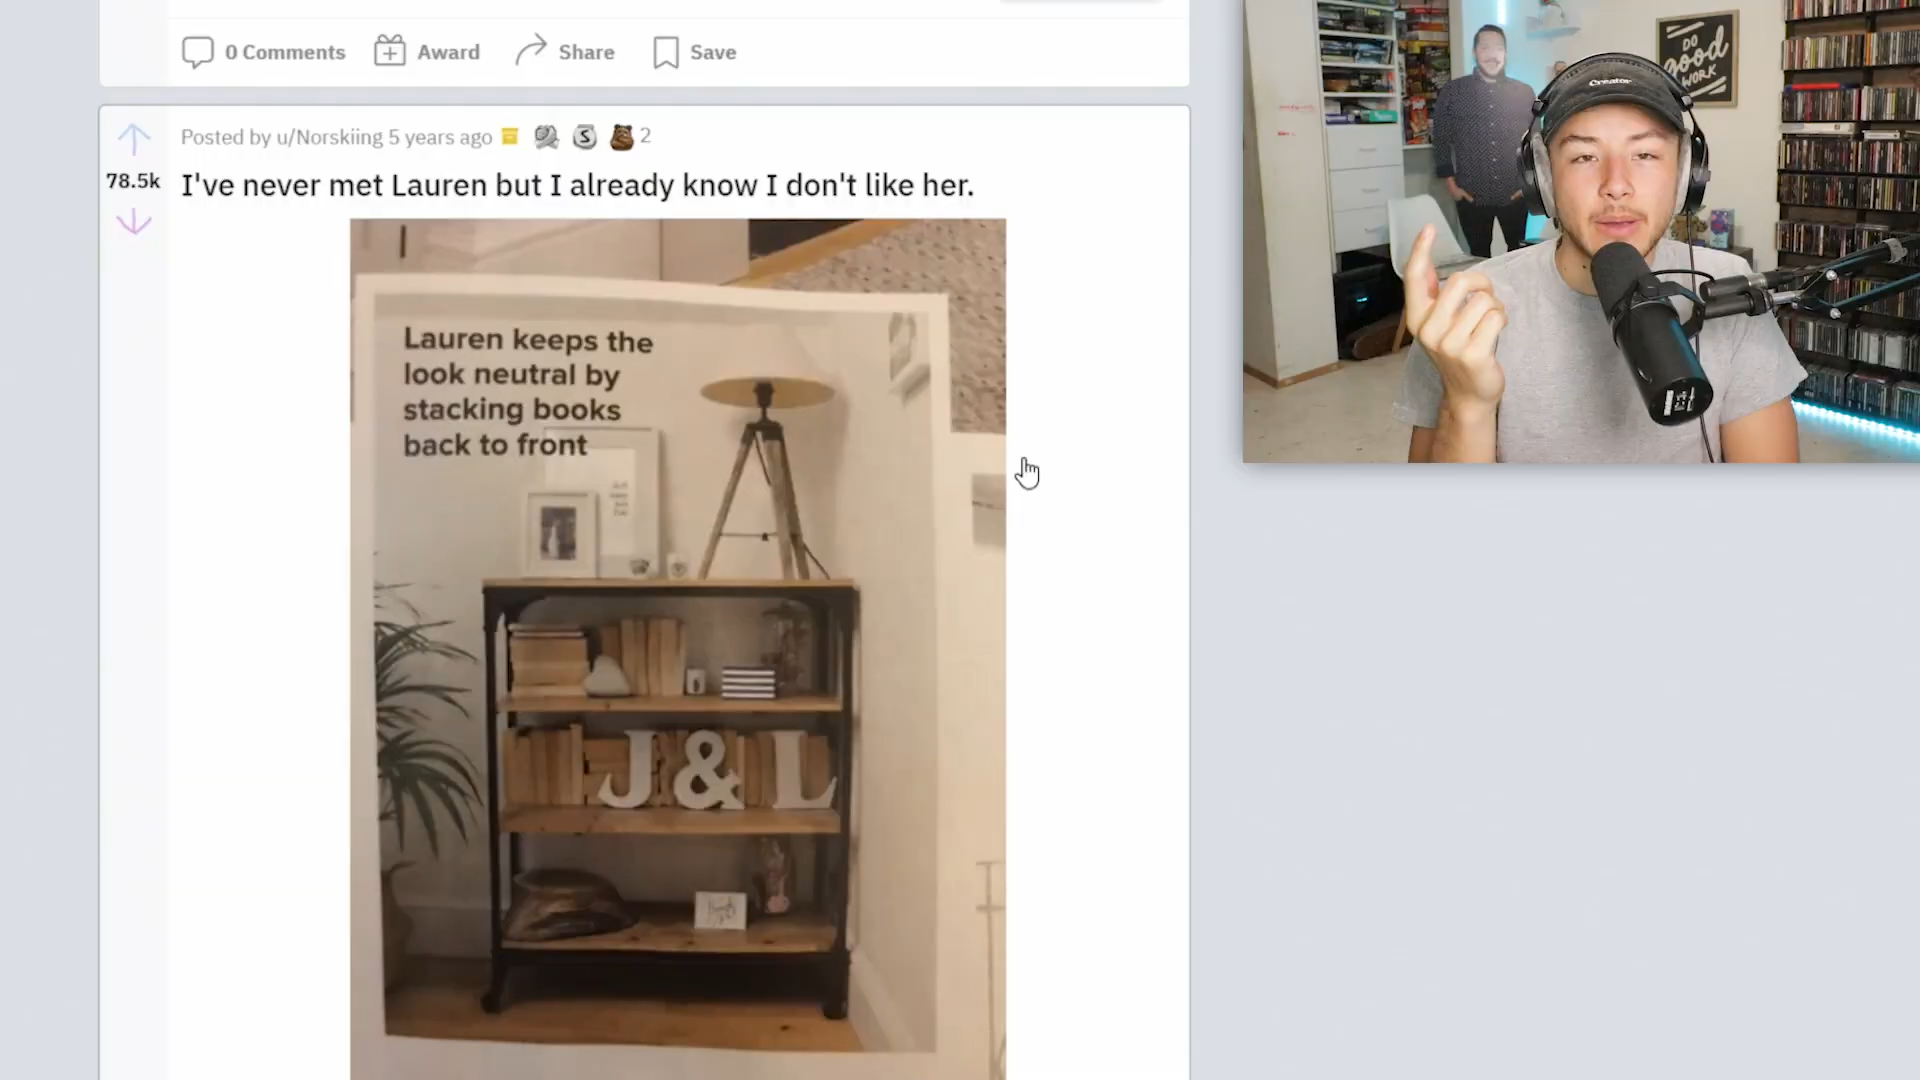 0 Comments Award Share Save
Posted by u/Norskiing 5 years ago 2
78.5k
I've never met Lauren but I already know I don't like her.
Lauren keeps the
look neutral by
stacking books
back to front
J & L
DO
good
WORK
Creator